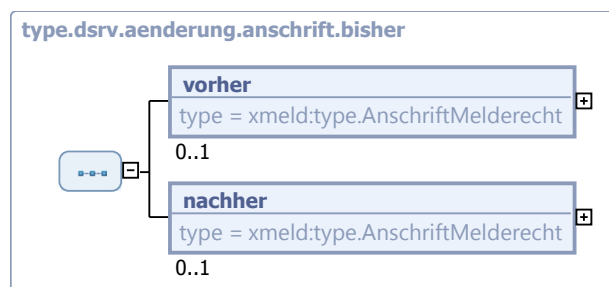 type.dsrv.aenderung.anschrift.bisher
vorher
type = xmeld:type.AnschriftMelderecht
0..1
nachher
type = xmeld:type.AnschriftMelderecht
0..1